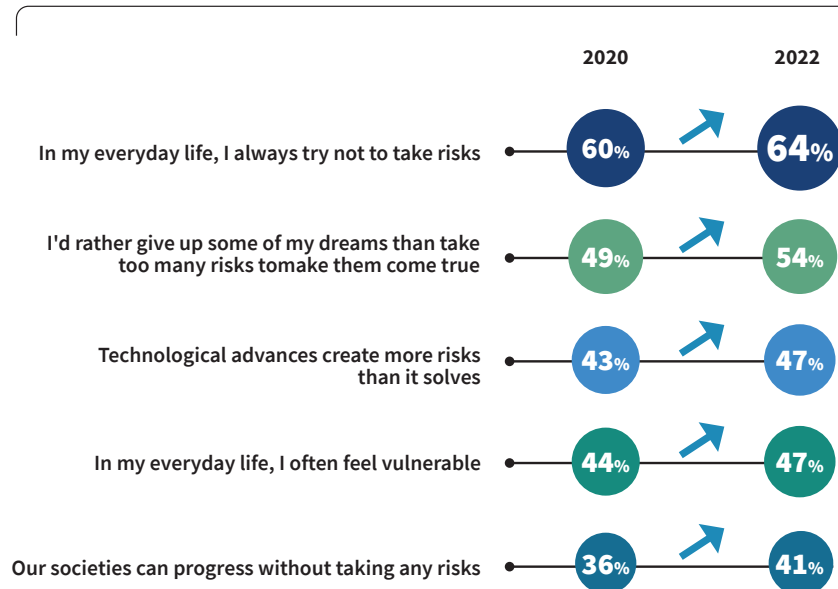 2020 2022
In my everyday life, I always try not to take risks 60% 64%
I'd rather give up some of my dreams than take
too many risks tomake them come true 49% 54%
Technological advances create more risks
than it solves 43% 47%
In my everyday life, I often feel vulnerable 44% 47%
Our societies can progress without taking any risks 36% 41%